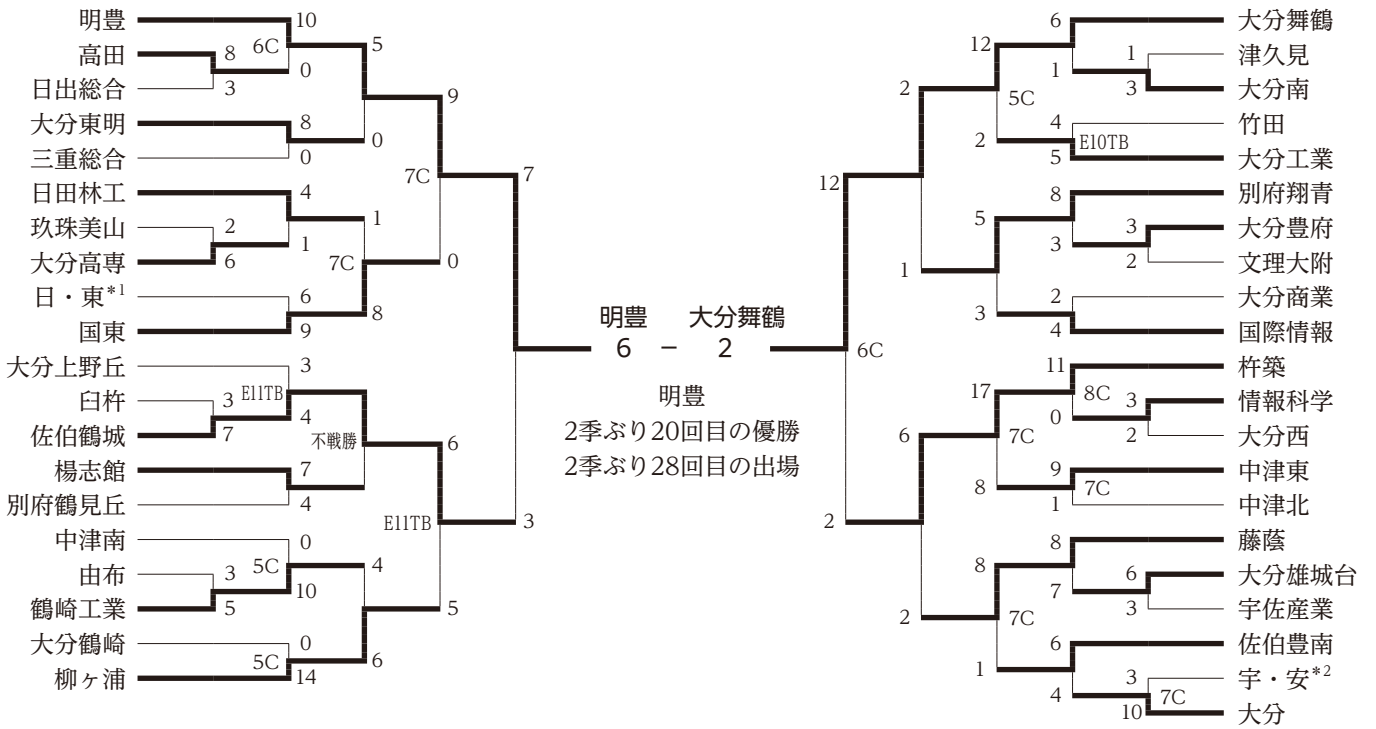 明豊
10
高田
8
6C
5
0
日出総合
3
9
大分東明
8
0
三重総合
0
7C
7
日田林工
4
玖珠美山
2
1
1
大分高専
6
7C
0
日・東*1
6
8
国東
9
大分上野丘
3
臼杵
3
E11TB
4
佐伯鶴城
7
不戦勝
6
楊志館
7
別府鶴見丘
4
E11TB
3
中津南
0
由布
3
5C
4
10
鶴崎工業
5
5
大分鶴崎
0
5C
6
柳ヶ浦
14
明豊 大分舞鶴
6 − 2
明豊
2季ぶり20回目の優勝
2季ぶり28回目の出場
6
大分舞鶴
12
1
津久見
1
2
3
大分南
5C
4
竹田
2
E10TB
5
大分工業
12
8
別府翔青
5
3
大分豊府
3
2
文理大附
1
2
大分商業
3
4
国際情報
6C
11
杵築
17
8C
3
情報科学
0
2
大分西
6
7C
9
中津東
8
7C
1
中津北
2
8
藤蔭
8
6
大分雄城台
7
3
宇佐産業
2
7C
6
佐伯豊南
1
3
宇・安*2
4
7C
10
大分